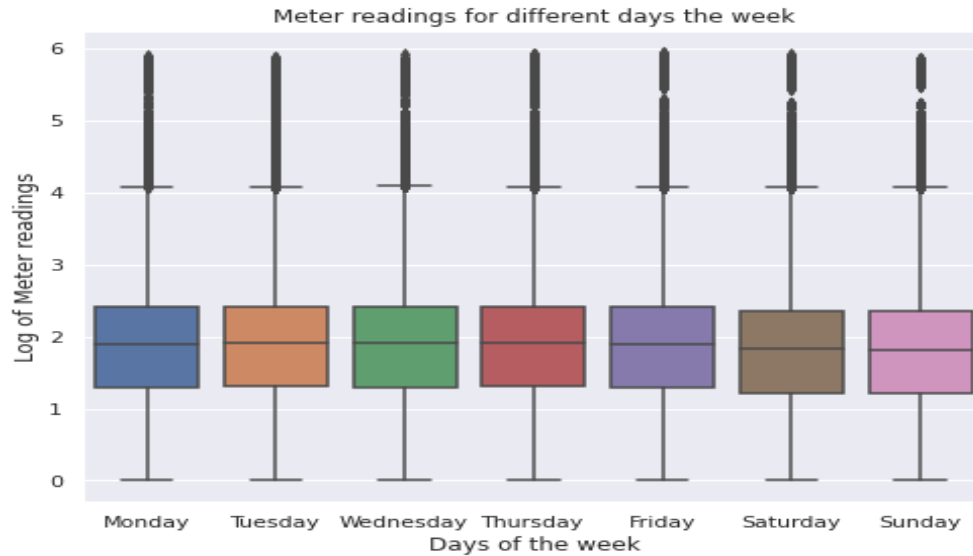 Meter readings for different days the week
Log of Meter readings
6
5
4
3
2
1
0
Monday Tuesday Wednesday Thursday Friday Saturday Sunday
Days of the week